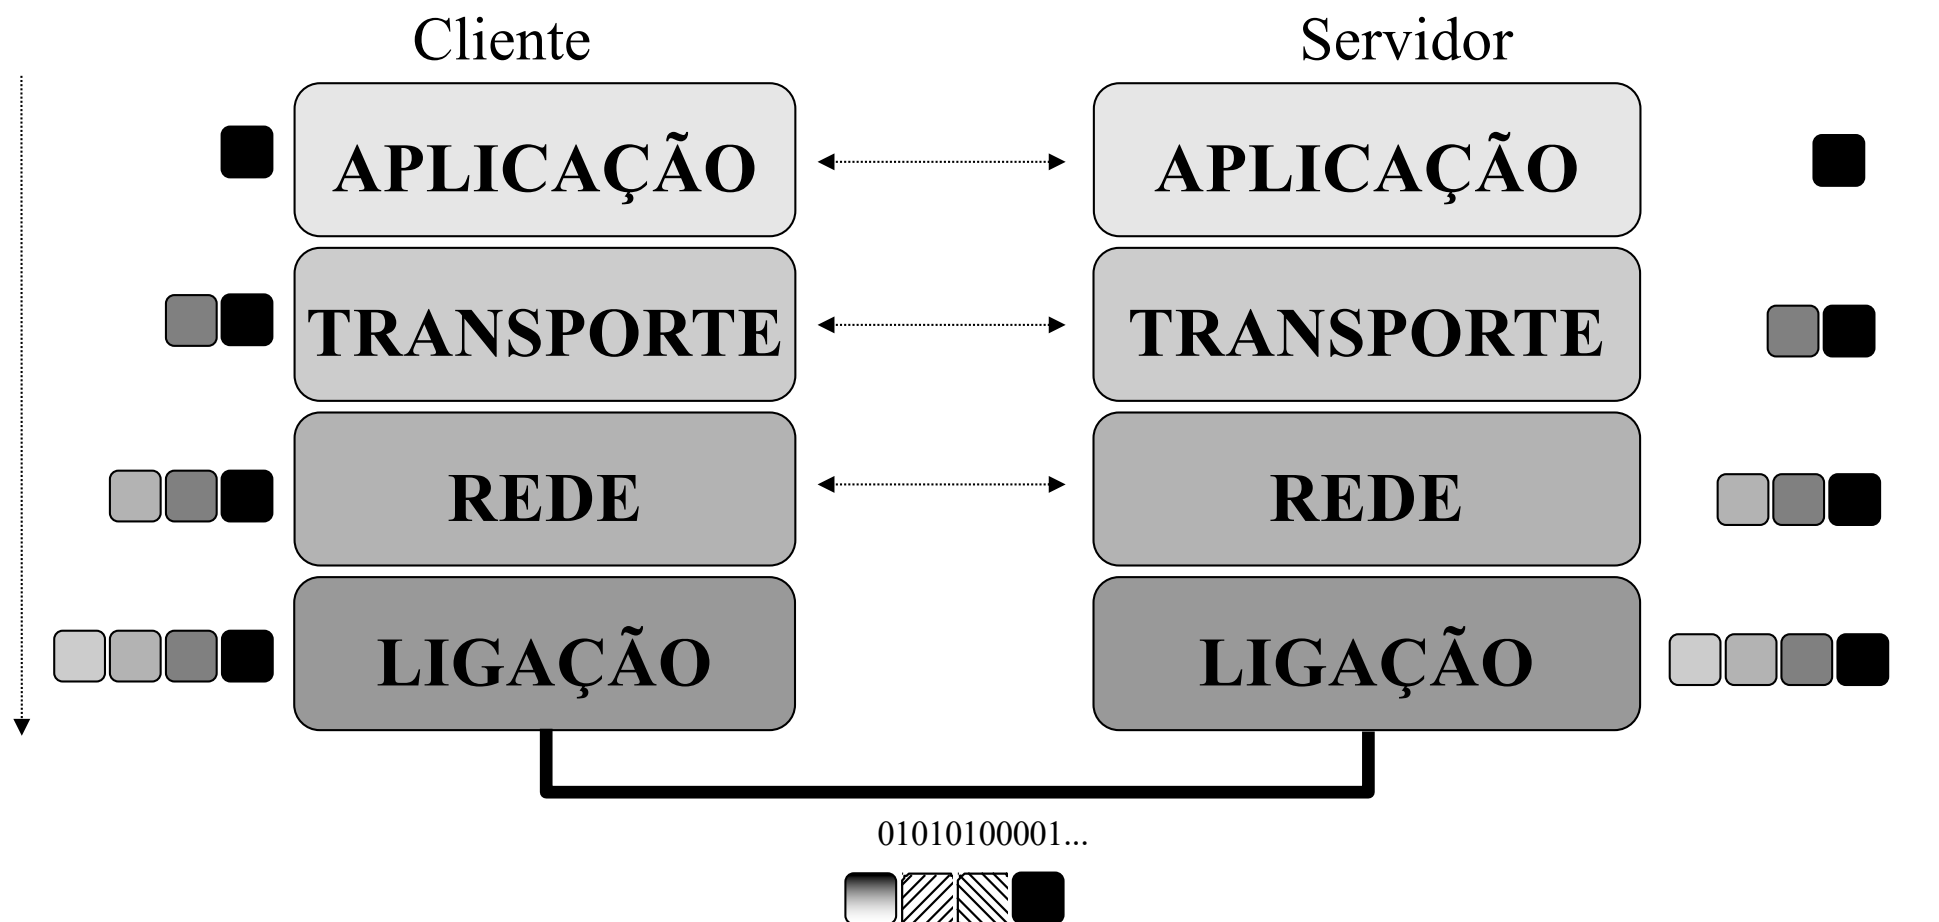 Cliente Servidor
APLICAÇÃO APLICAÇÃO
TRANSPORTE TRANSPORTE
REDE REDE
LIGAÇÃO LIGAÇÃO
01010100001...